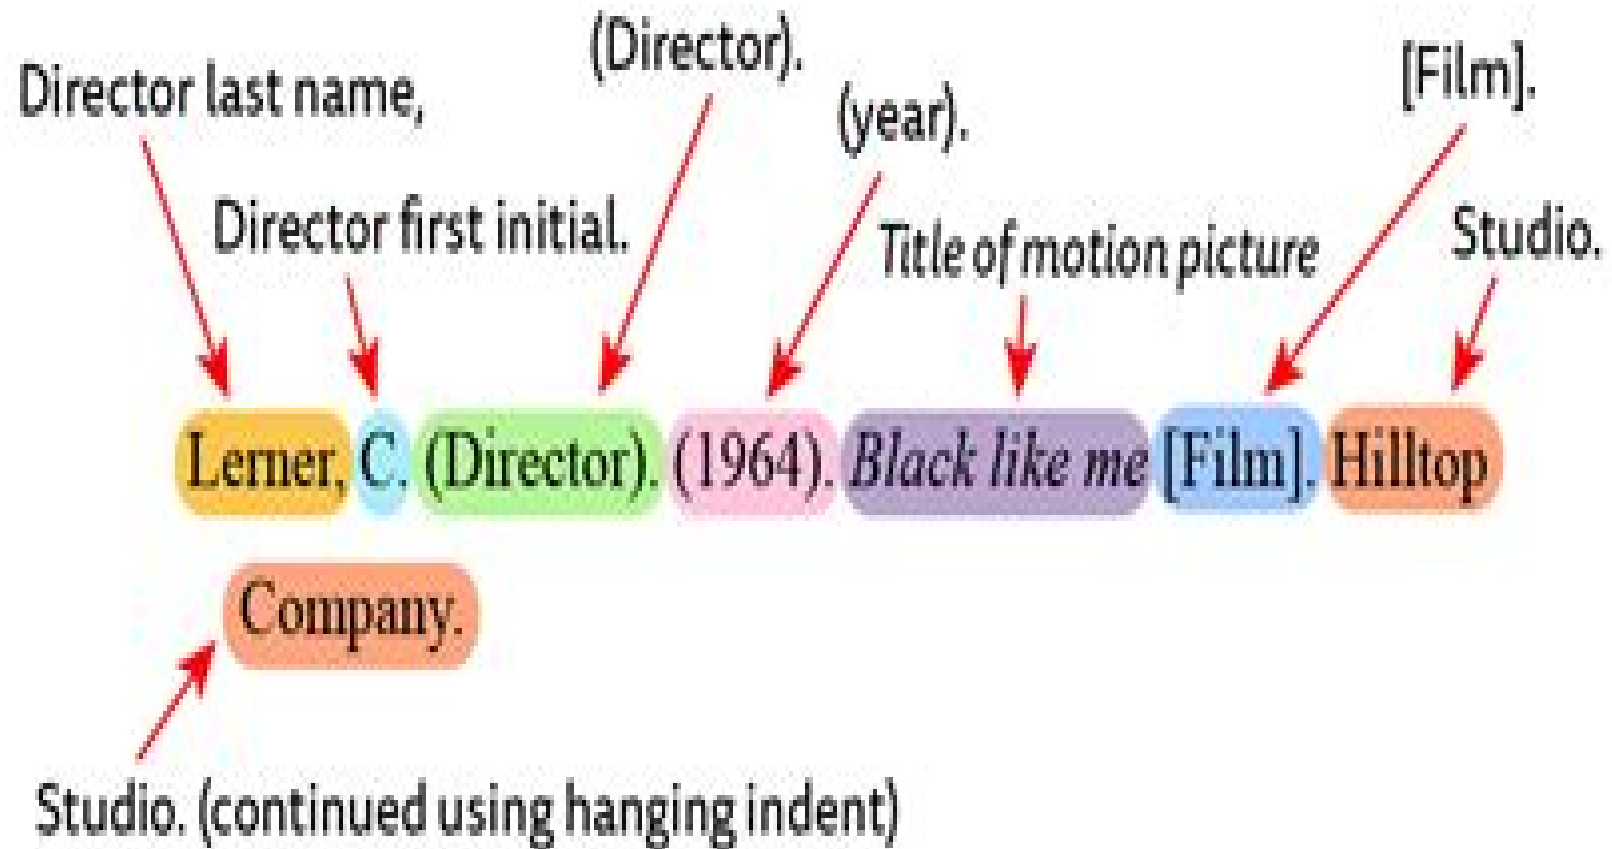 (Director).
[Film].
Director last name,
(year).
Director first initial.
Title of motion picture
Studio.
Lerner, C. (Director). (1964). Black like me [Film]. Hilltop
Company.
Studio. (continued using hanging indent)